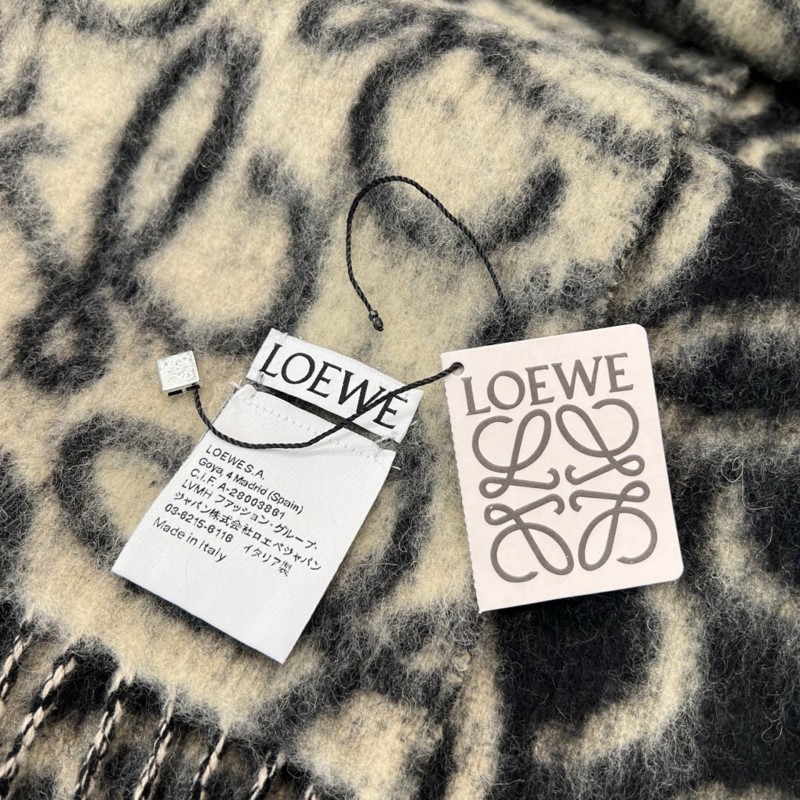 LOEWE
LOEWE S.A.
Goya, 4 Madrid (Spain)
C.I.F. A-28003861
LVMH ファッション・グループ・
ジャパン株式会社ロエベジャパン
03-6215-6116 イタリア製
Made in Italy
LOEWE